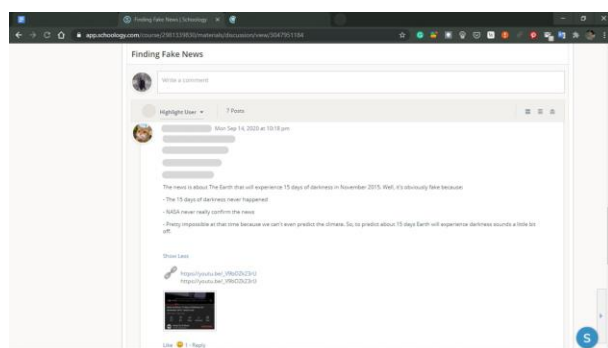 Finding Fake News | Schoology
app.schoology.com/course/2901339830/materials/discussion/view/3047951184
Finding Fake News
Write a comment
Highlight User
7 Posts
Mon Sep 14, 2020 at 10:18 pm
The news is about The Earth that will experience 15 days of darkness in November 2015. Well, it's obviously fake because:
- The 15 days of darkness never happened
- NASA never really confirm the news
- Pretty impossible at that time because we can't even predict the climate. So, to predict about 15 days Earth will experience darkness sounds a little bit
off.
Show Less
Like 1 · Reply
S